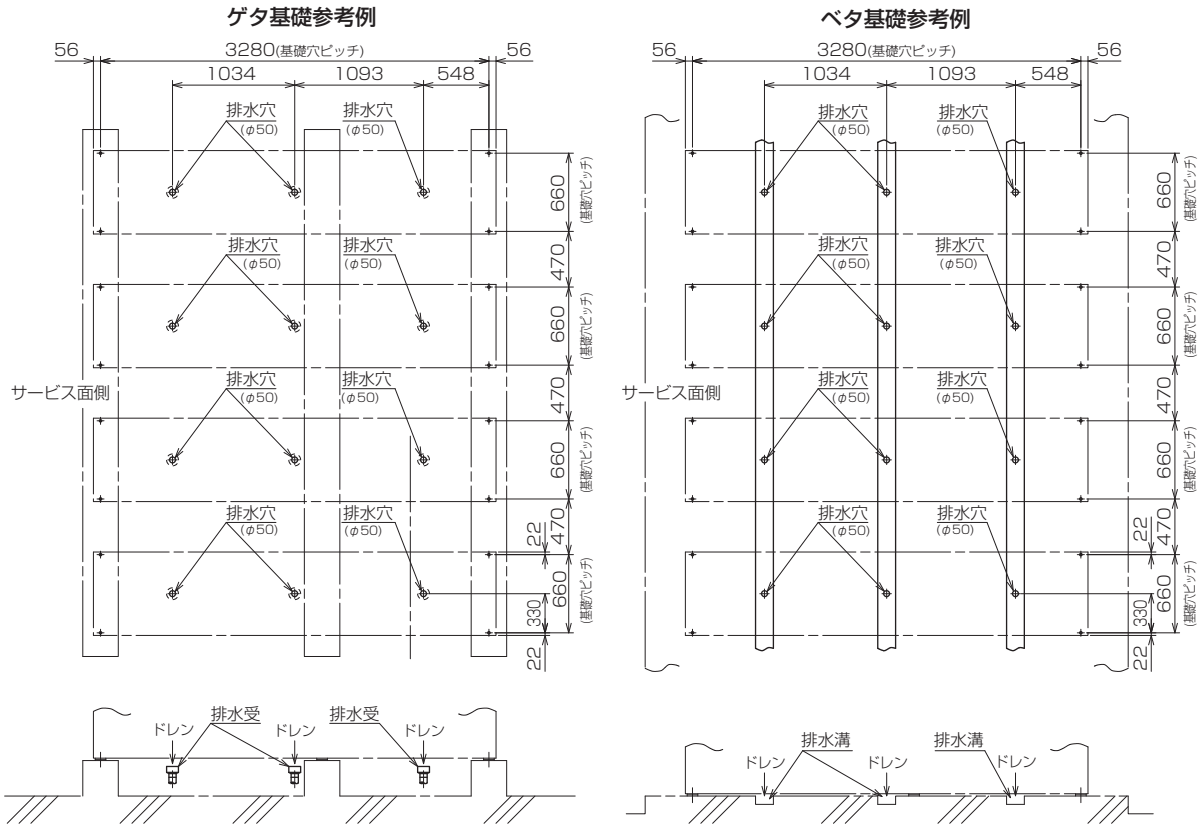 ゲタ基礎参考例
56
3280(基礎穴ピッチ)
56
1034
1093
548
排水穴
(φ50)
排水穴
(φ50)
660
(基礎穴ピッチ)
470
排水穴
(φ50)
排水穴
(φ50)
660
(基礎穴ピッチ)
470
サービス面側
排水穴
(φ50)
排水穴
(φ50)
660
(基礎穴ピッチ)
470
22
排水穴
(φ50)
排水穴
(φ50)
660
(基礎穴ピッチ)
330
22
ドレン
排水受
ドレン
排水受
ドレン
ベタ基礎参考例
56
3280(基礎穴ピッチ)
56
1034
1093
548
排水穴
(φ50)
排水穴
(φ50)
660
(基礎穴ピッチ)
470
排水穴
(φ50)
排水穴
(φ50)
660
(基礎穴ピッチ)
470
サービス面側
排水穴
(φ50)
排水穴
(φ50)
660
(基礎穴ピッチ)
470
22
排水穴
(φ50)
排水穴
(φ50)
660
(基礎穴ピッチ)
330
22
ドレン
排水溝
ドレン
排水溝
ドレン